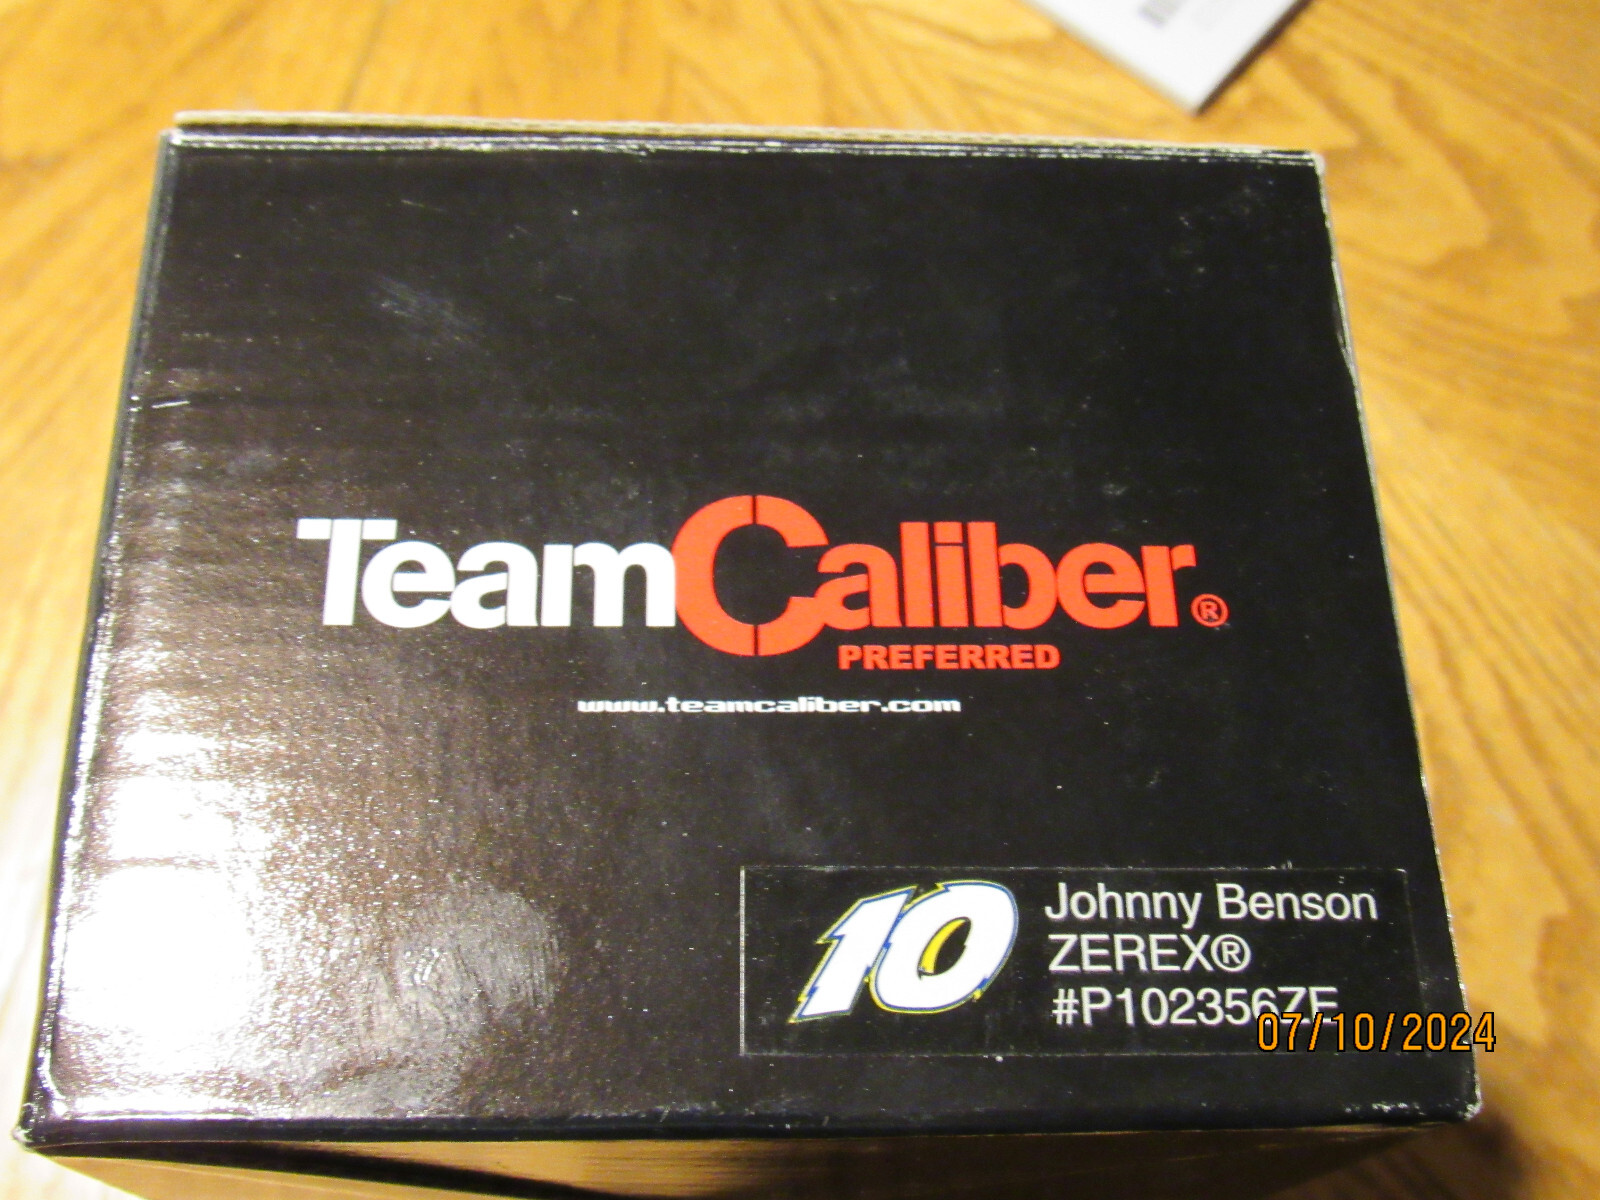 TeamCaliber®
PREFERRED
www.teamcaliber.com
10
Johnny Benson
ZEREX®
#P102356ZE
07/10/2024